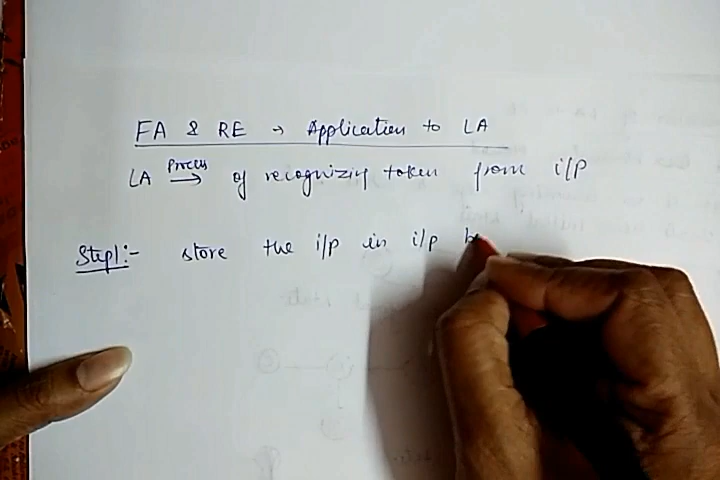 FA & RE → Application to LA
LA Process → of recognizing token from i/p
Step1:- store the i/p in i/p b